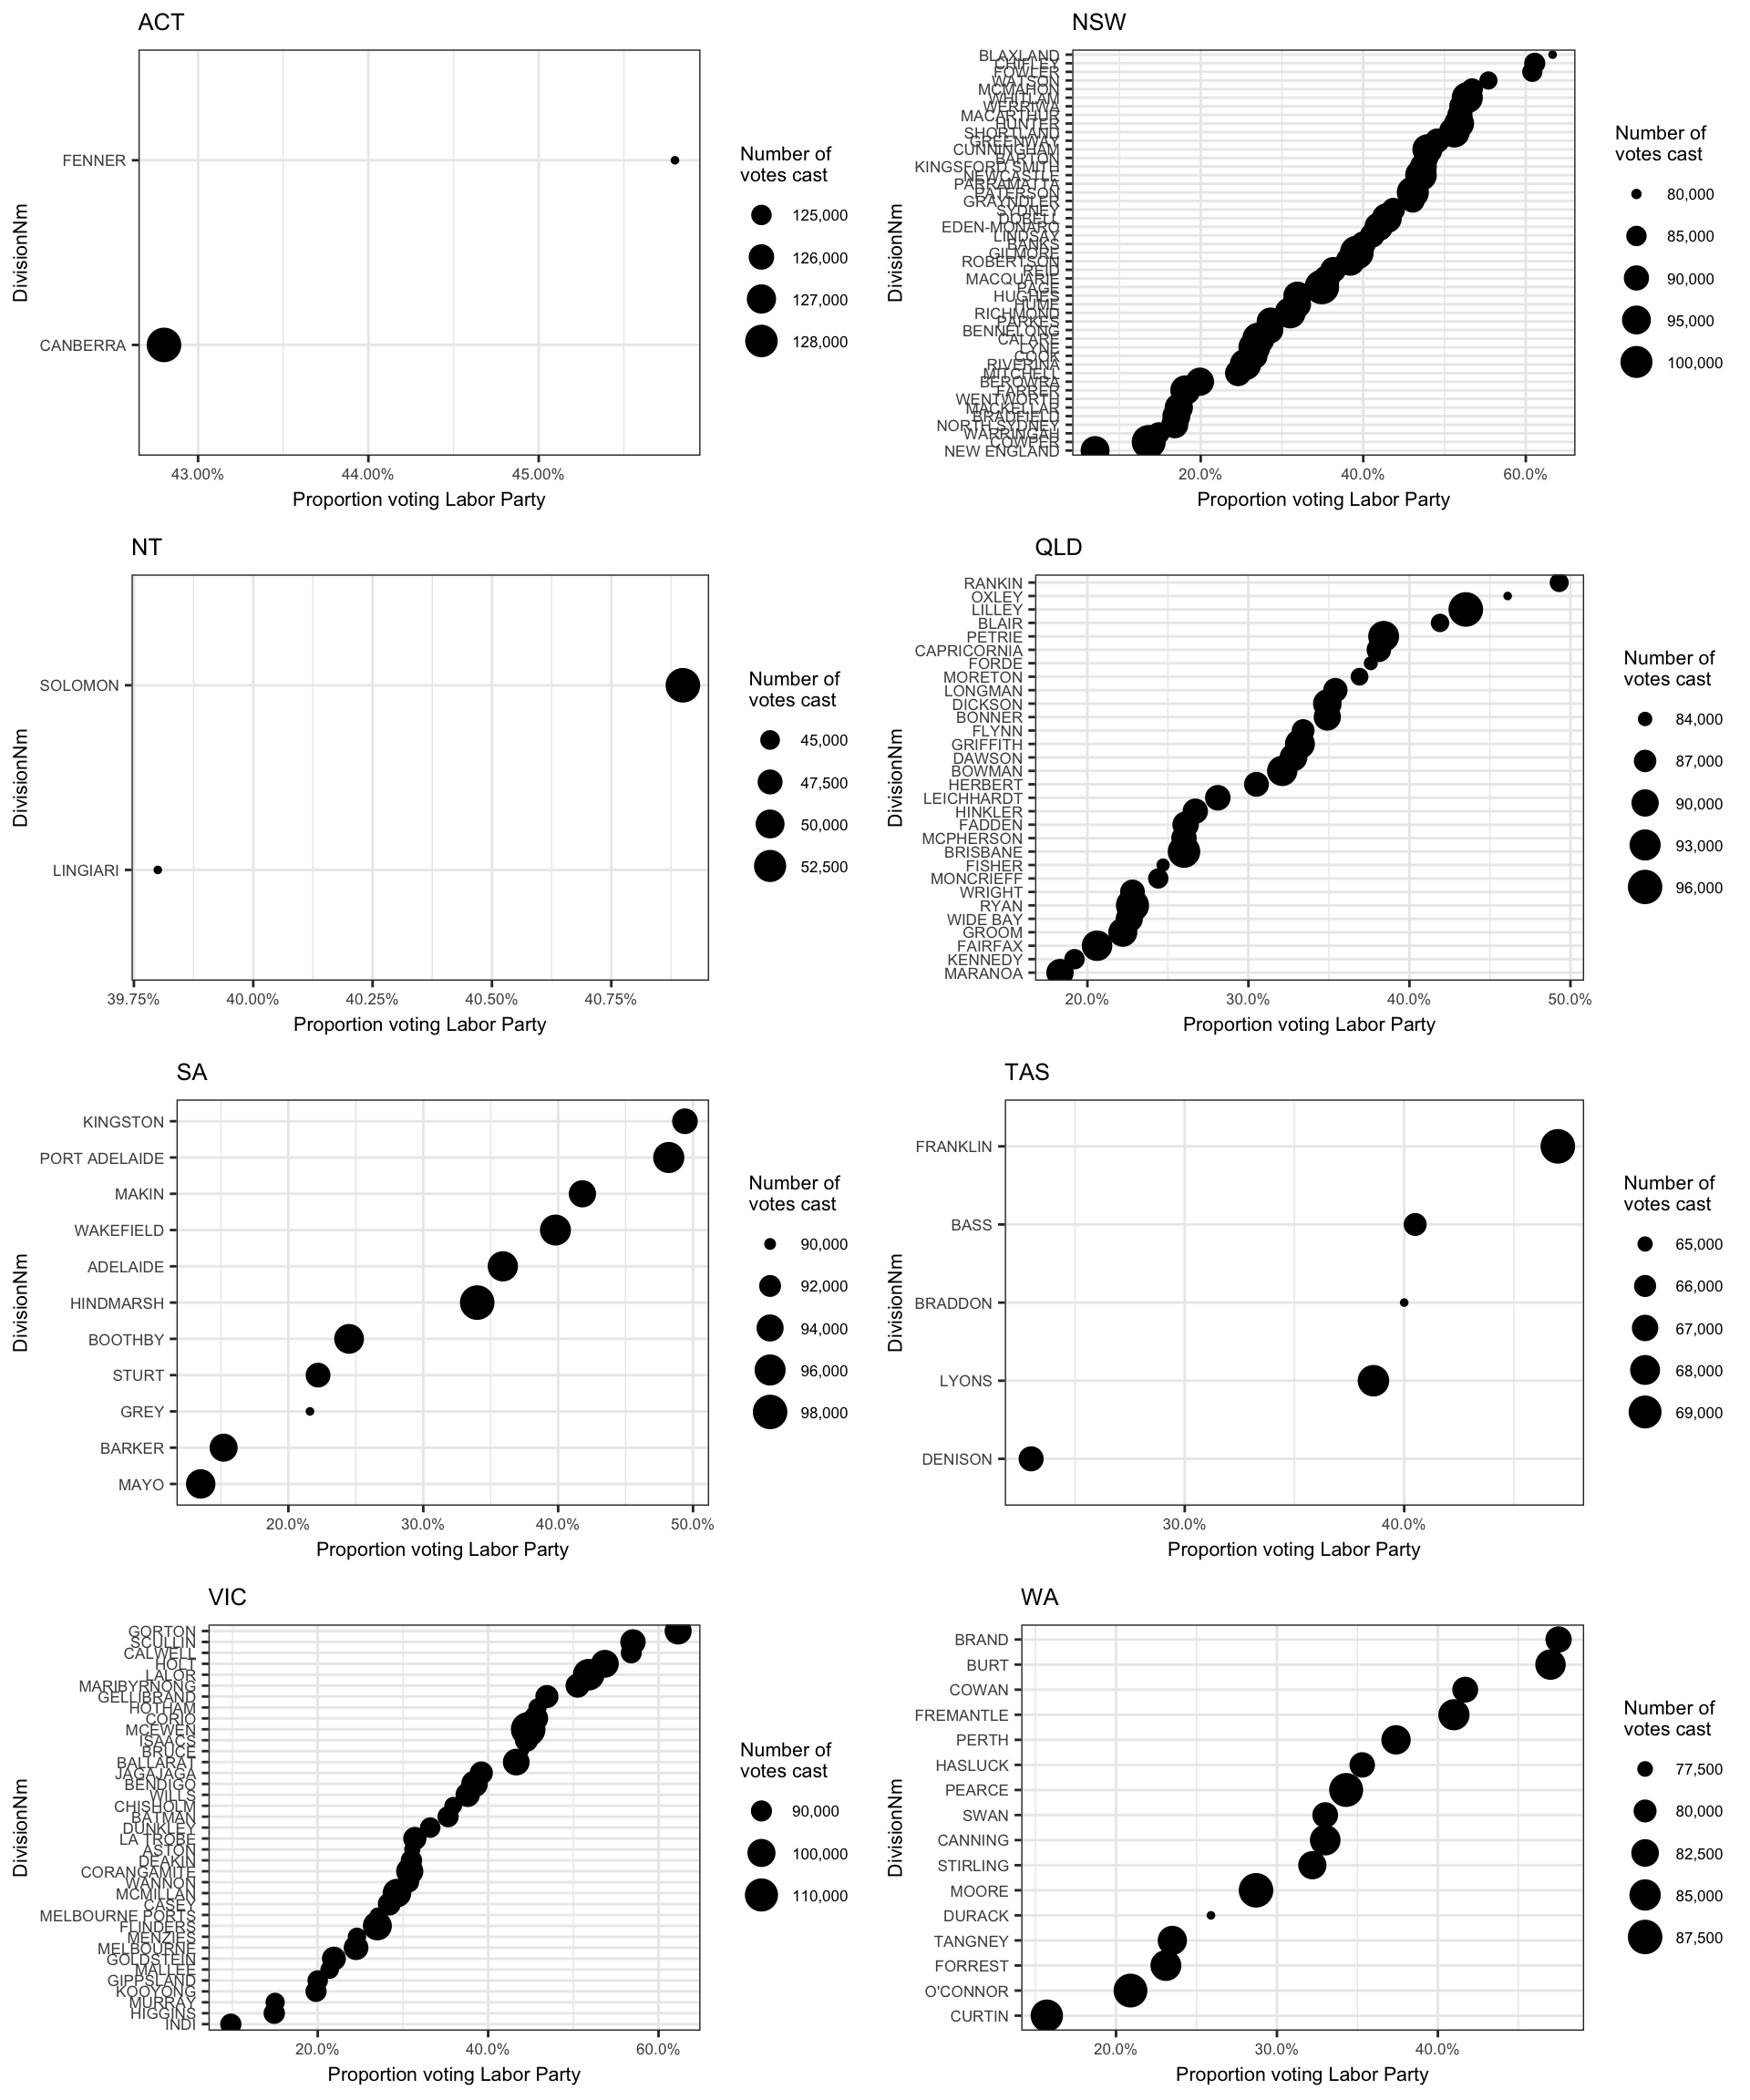 ACT
DivisionNm
FENNER
CANBERRA
43.00% 44.00% 45.00%
Proportion voting Labor Party
Number of
votes cast
125,000
126,000
127,000
128,000
NSW
DivisionNm
BLAXLAND
CHIFLEY
FOWLER
WATSON
MCMAHON
WHITLAM
WERRIWA
MACARTHUR
HUNTER
SHORTLAND
GREENWAY
CUNNINGHAM
BARTON
KINGSFORD SMITH
NEWCASTLE
PARRAMATTA
PATERSON
GRAYNDLER
SYDNEY
DOBELL
EDEN-MONARO
LINDSAY
BANKS
GILMORE
ROBERTSON
REID
MACQUARIE
PAGE
HUGHES
HUME
RICHMOND
PARKES
BENNELONG
CALARE
LYNE
COOK
RIVERINA
MITCHELL
BEROWRA
FARRER
WENTWORTH
MACKELLAR
BRADFIELD
NORTH SYDNEY
WARRINGAH
COWPER
NEW ENGLAND
20.0% 40.0% 60.0%
Proportion voting Labor Party
Number of
votes cast
80,000
85,000
90,000
95,000
100,000
NT
DivisionNm
SOLOMON
LINGIARI
39.75% 40.00% 40.25% 40.50% 40.75%
Proportion voting Labor Party
Number of
votes cast
45,000
47,500
50,000
52,500
QLD
DivisionNm
RANKIN
OXLEY
LILLEY
BLAIR
PETRIE
CAPRICORNIA
FORDE
MORETON
LONGMAN
DICKSON
BONNER
FLYNN
GRIFFITH
DAWSON
BOWMAN
HERBERT
LEICHHARDT
HINKLER
FADDEN
MCPHERSON
BRISBANE
FISHER
MONCRIEFF
WRIGHT
RYAN
WIDE BAY
GROOM
FAIRFAX
KENNEDY
MARANOA
20.0% 30.0% 40.0% 50.0%
Proportion voting Labor Party
Number of
votes cast
84,000
87,000
90,000
93,000
96,000
SA
DivisionNm
KINGSTON
PORT ADELAIDE
MAKIN
WAKEFIELD
ADELAIDE
HINDMARSH
BOOTHBY
STURT
GREY
BARKER
MAYO
20.0% 30.0% 40.0% 50.0%
Proportion voting Labor Party
Number of
votes cast
90,000
92,000
94,000
96,000
98,000
TAS
DivisionNm
FRANKLIN
BASS
BRADDON
LYONS
DENISON
30.0% 40.0%
Proportion voting Labor Party
Number of
votes cast
65,000
66,000
67,000
68,000
69,000
VIC
DivisionNm
GORTON
SCULLIN
CALWELL
HOLT
LALOR
MARIBYRNONG
GELLIBRAND
HOTHAM
CORIO
MCEWEN
ISAACS
BRUCE
BALLARAT
JAGAJAGA
BENDIGO
WILLS
CHISHOLM
BATMAN
DUNKLEY
LA TROBE
ASTON
DEAKIN
CORANGAMITE
WANNON
MCMILLAN
CASEY
MELBOURNE PORTS
FLINDERS
MENZIES
MELBOURNE
GOLDSTEIN
MALLEE
GIPPSLAND
KOOYONG
MURRAY
HIGGINS
INDI
20.0% 40.0% 60.0%
Proportion voting Labor Party
Number of
votes cast
90,000
100,000
110,000
WA
DivisionNm
BRAND
BURT
COWAN
FREMANTLE
PERTH
HASLUCK
PEARCE
SWAN
CANNING
STIRLING
MOORE
DURACK
TANGNEY
FORREST
O'CONNOR
CURTIN
20.0% 30.0% 40.0%
Proportion voting Labor Party
Number of
votes cast
77,500
80,000
82,500
85,000
87,500